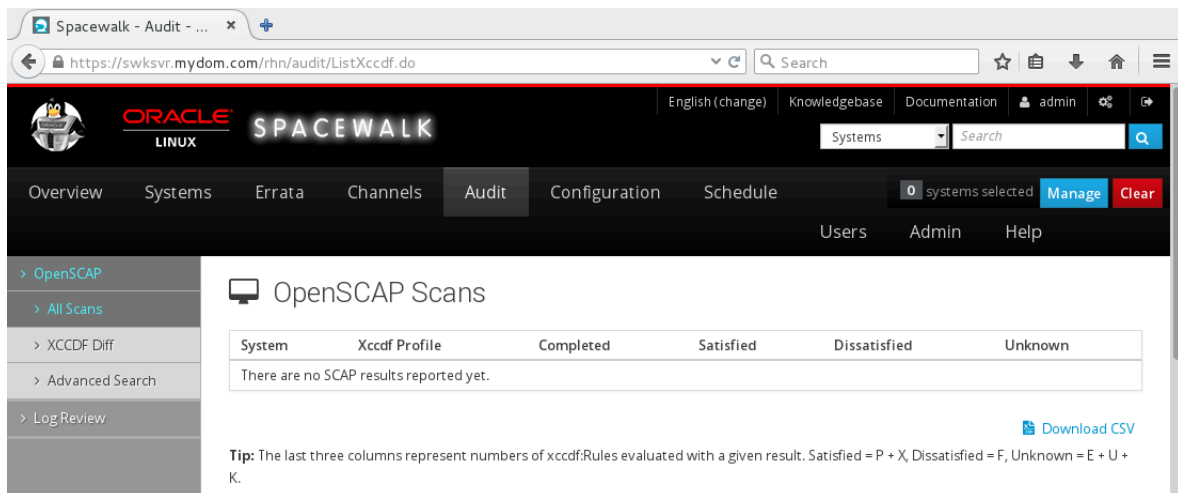 Spacewalk - Audit - ...
https://swksvr.mydom.com/rhn/audit/ListXccdf.do
Search
English (change) Knowledgebase Documentation admin
ORACLE
LINUX
SPACEWALK
Systems Search
Overview Systems Errata Channels Audit Configuration Schedule
0 systems selected Manage Clear
Users Admin Help
> OpenSCAP
> All Scans
> XCCDF Diff
> Advanced Search
> Log Review
OpenSCAP Scans
System Xccdf Profile Completed Satisfied Dissatisfied Unknown
There are no SCAP results reported yet.
Download CSV
Tip: The last three columns represent numbers of xccdf:Rules evaluated with a given result. Satisfied = P + X, Dissatisfied = F, Unknown = E + U +
K.